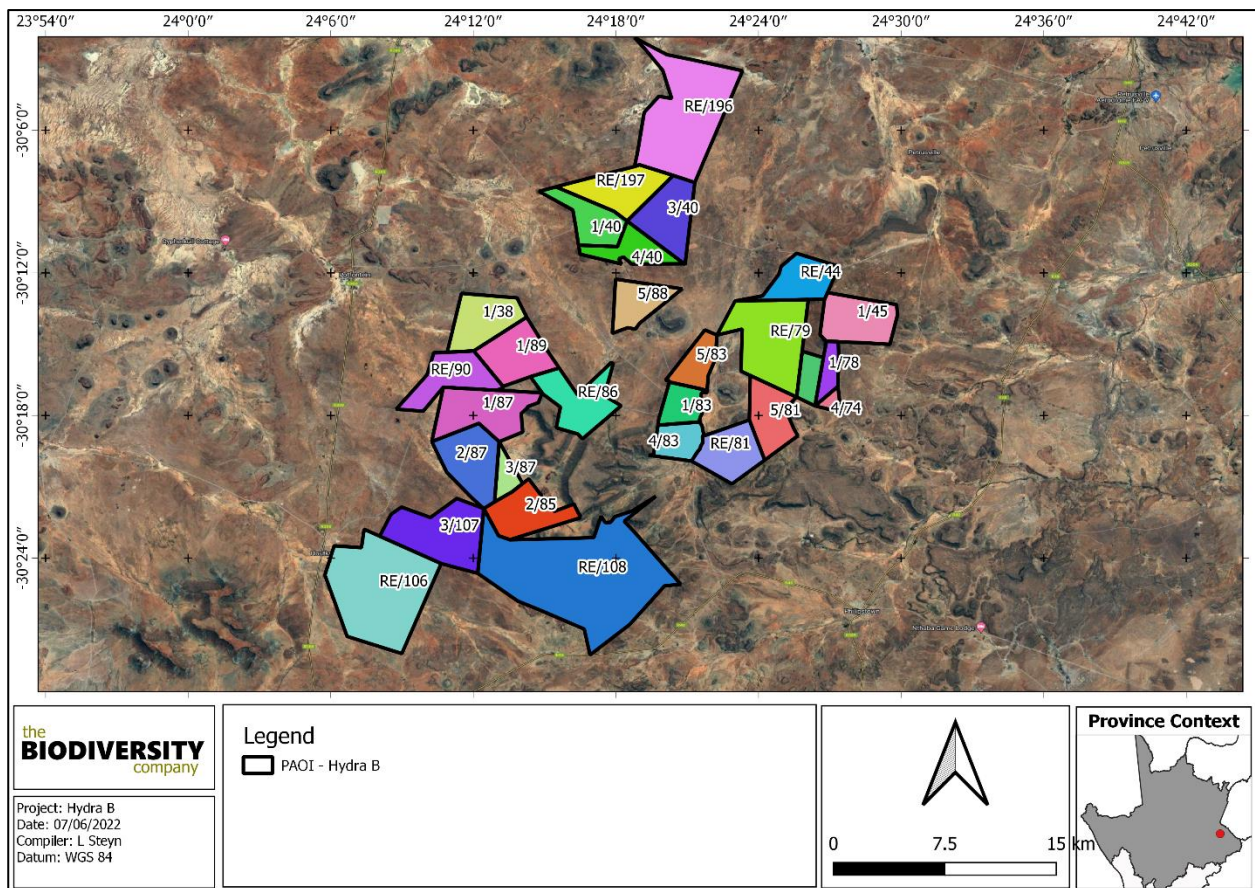 23°54′0″ 24°0′0″ 24°6′0″ 24°12′0″ 24°18′0″ 24°24′0″ 24°30′0″ 24°36′0″ 24°42′0″
RE/196
-30°6′0″
Petrusville
RE/197
3/40
1/40
4/40
-30°12′0″
RE/44
5/88
1/38
1/45
RE/79
1/89
5/83
1/78
RE/90
RE/86
1/87
1/83
5/81
4/74
-30°18′0″
4/83
RE/81
2/87
3/87
2/85
3/107
-30°24′0″
RE/106
RE/108
the
BIODIVERSITY
company
Legend
PAOI - Hydra B
Province Context
Project: Hydra B
Date: 07/06/2022
Compiler: L Steyn
Datum: WGS 84
0 7.5 15 km